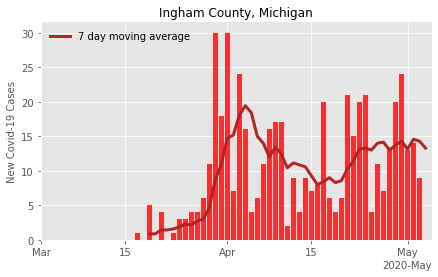 Ingham County, Michigan
7 day moving average
New Covid-19 Cases
30
25
20
15
10
5
0
Mar 15 Apr 15 May
2020-May